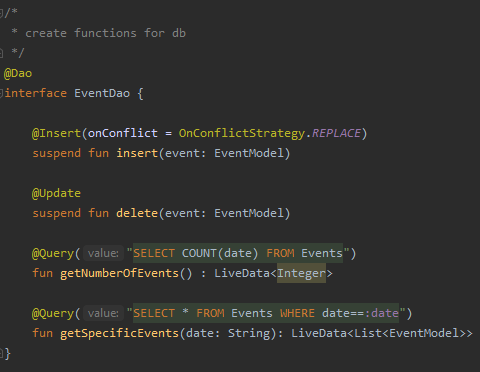 /*
 * create functions for db
 */
@Dao
interface EventDao {
    @Insert(onConflict = OnConflictStrategy.REPLACE)
    suspend fun insert(event: EventModel)
    @Update
    suspend fun delete(event: EventModel)
    @Query( value: "SELECT COUNT(date) FROM Events")
    fun getNumberOfEvents() : LiveData<Integer>
    @Query( value: "SELECT * FROM Events WHERE date==:date")
    fun getSpecificEvents(date: String): LiveData<List<EventModel>>
}